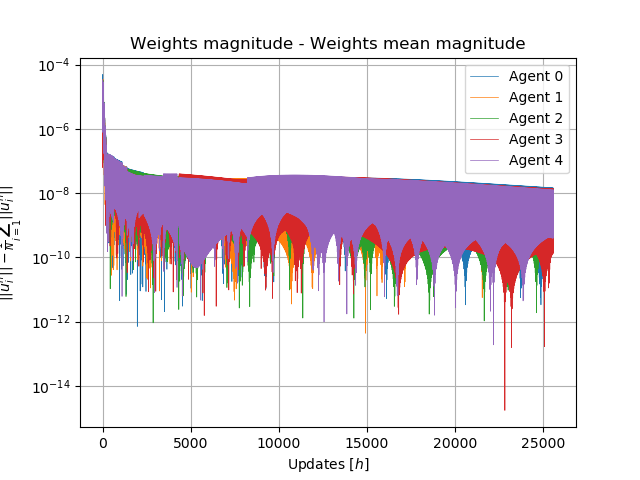 Weights magnitude - Weights mean magnitude
10⁻⁴
10⁻⁶
10⁻⁸
10⁻¹⁰
10⁻¹²
10⁻¹⁴
0
5000
10000
15000
20000
25000
Updates [h]
Agent 0
Agent 1
Agent 2
Agent 3
Agent 4